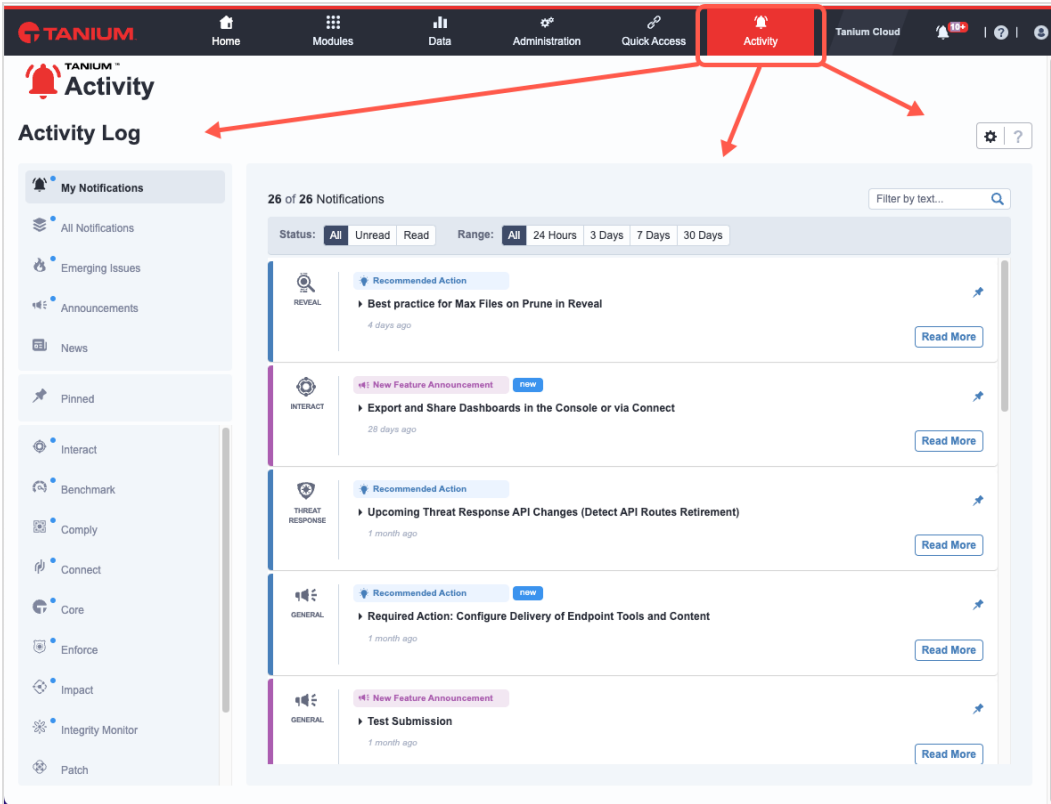 TANIUM
Home
Modules
Data
Administration
Quick Access
Activity
Tanium Cloud
10+
?
TANIUM™
Activity
Activity Log
?
My Notifications
All Notifications
Emerging Issues
Announcements
News
Pinned
Interact
Benchmark
Comply
Connect
Core
Enforce
Impact
Integrity Monitor
Patch
26 of 26 Notifications
Filter by text...
Status: All Unread Read Range: All 24 Hours 3 Days 7 Days 30 Days
REVEAL
Recommended Action
Best practice for Max Files on Prune in Reveal
4 days ago
Read More
INTERACT
New Feature Announcement new
Export and Share Dashboards in the Console or via Connect
28 days ago
Read More
THREAT
RESPONSE
Recommended Action
Upcoming Threat Response API Changes (Detect API Routes Retirement)
1 month ago
Read More
GENERAL
Recommended Action new
Required Action: Configure Delivery of Endpoint Tools and Content
1 month ago
Read More
GENERAL
New Feature Announcement
Test Submission
1 month ago
Read More